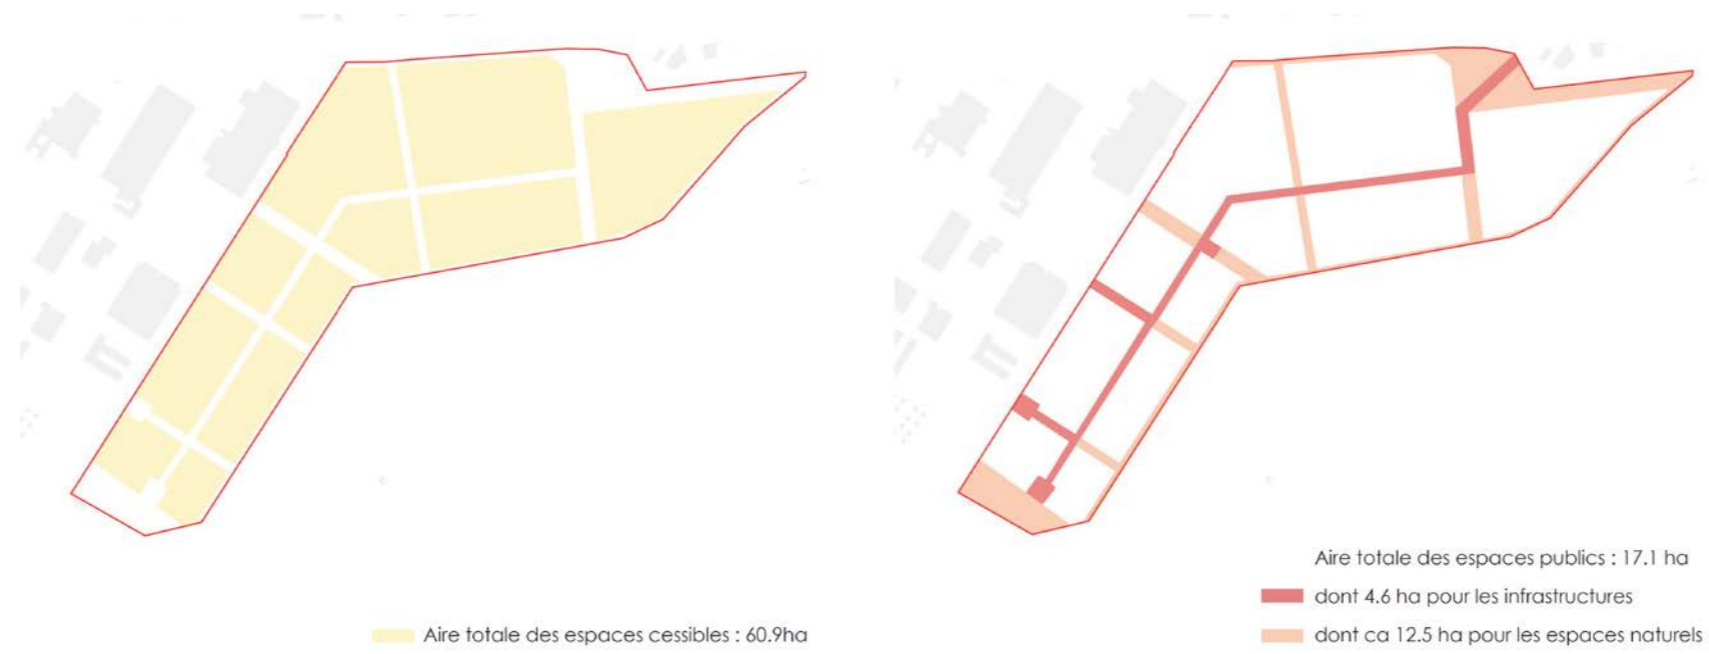 Aire totale des espaces cessibles : 60.9ha
Aire totale des espaces publics : 17.1 ha
dont 4.6 ha pour les infrastructures
dont ca 12.5 ha pour les espaces naturels